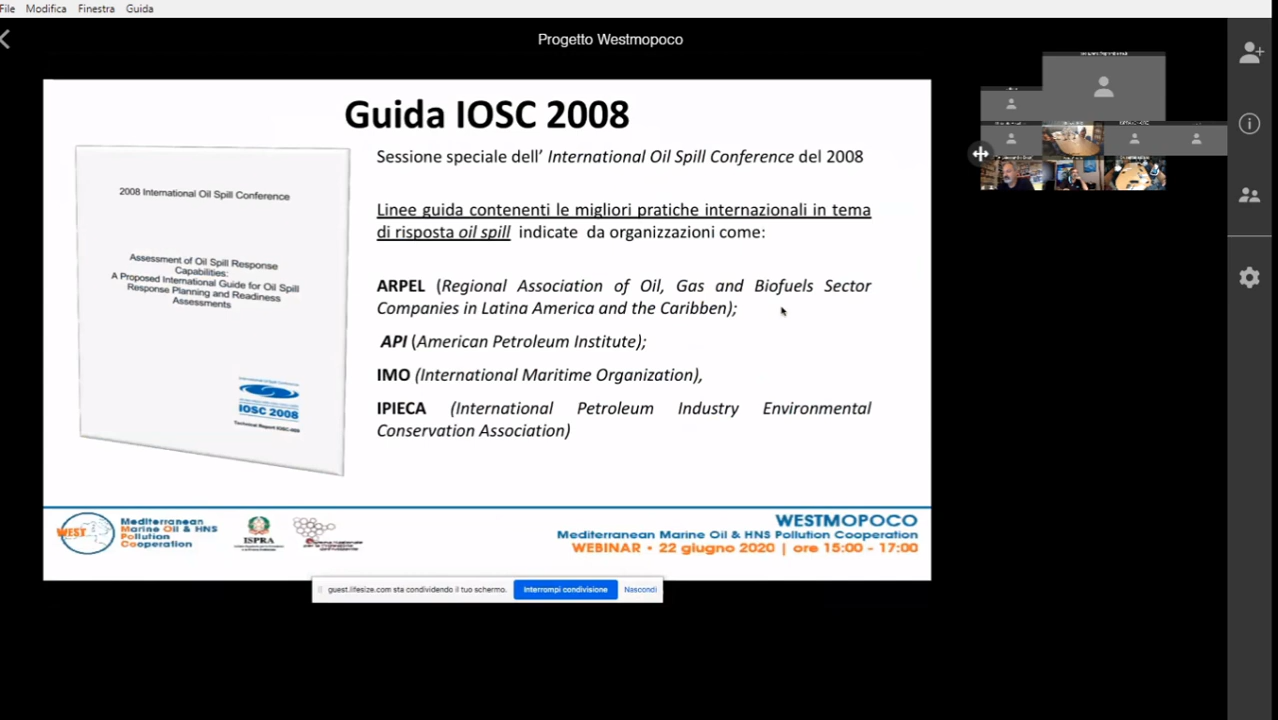 File Modifica Finestra Guida
Progetto Westmopoco
Guida IOSC 2008
Sessione speciale dell' International Oil Spill Conference del 2008
Linee guida contenenti le migliori pratiche internazionali in tema
di risposta oil spill indicate da organizzazioni come:
ARPEL (Regional Association of Oil, Gas and Biofuels Sector
Companies in Latina America and the Caribben);
API (American Petroleum Institute);
IMO (International Maritime Organization),
IPIECA (International Petroleum Industry Environmental
Conservation Association)
2008 International Oil Spill Conference
Assessment of Oil Spill Response
Capabilities:
A Proposed International Guide for Oil Spill
Response Planning and Readiness
Assessments
IOSC 2008
Technical Report IOSC-009
WEST
Mediterranean
Marine Oil & HNS
Pollution
Cooperation
ISPRA
WESTMOPOCO
Mediterranean Marine Oil & HNS Pollution Cooperation
WEBINAR • 22 giugno 2020 | ore 15:00 - 17:00
guest.lifesize.com sta condividendo il tuo schermo.
Interrompi condivisione
Nascondi